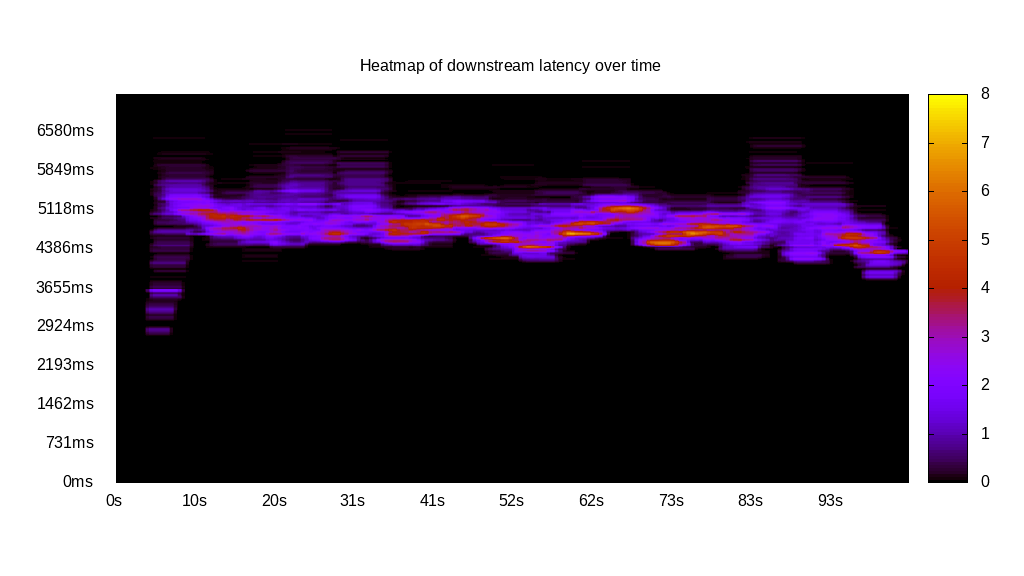 Heatmap of downstream latency over time
6580ms
5849ms
5118ms
4386ms
3655ms
2924ms
2193ms
1462ms
731ms
0ms
0s 10s 20s 31s 41s 52s 62s 73s 83s 93s
8
7
6
5
4
3
2
1
0